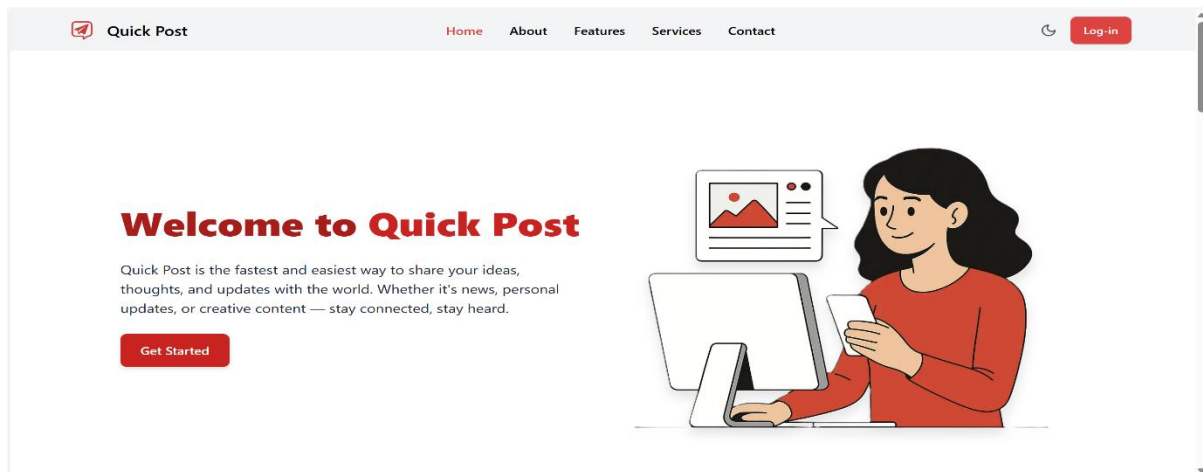 Quick Post
Home About Features Services Contact
Log-in
Welcome to Quick Post
Quick Post is the fastest and easiest way to share your ideas,
thoughts, and updates with the world. Whether it's news, personal
updates, or creative content — stay connected, stay heard.
Get Started